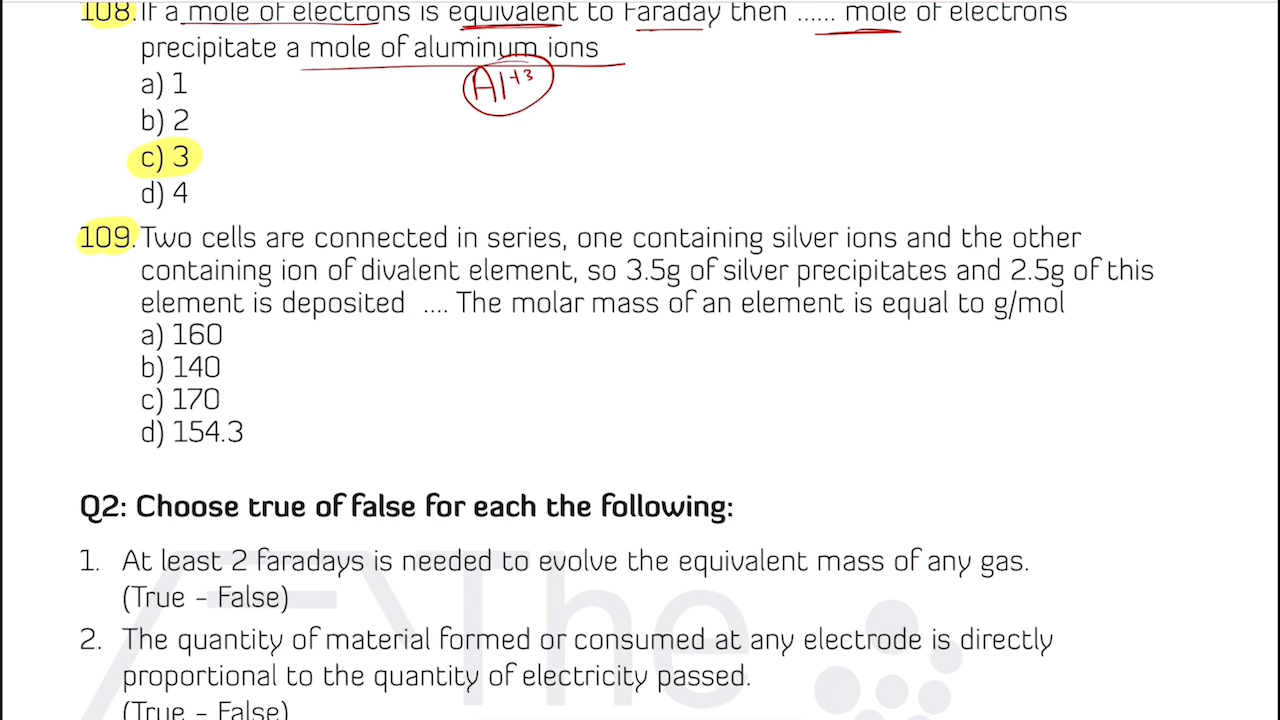 108. If a mole of electrons is equivalent to Faraday then ...... mole of electrons
precipitate a mole of aluminum ions
Al+3
a) 1
b) 2
c) 3
d) 4
109. Two cells are connected in series, one containing silver ions and the other
containing ion of divalent element, so 3.5g of silver precipitates and 2.5g of this
element is deposited .... The molar mass of an element is equal to g/mol
a) 160
b) 140
c) 170
d) 154.3
Q2: Choose true of false for each the following:
1. At least 2 faradays is needed to evolve the equivalent mass of any gas.
(True - False)
2. The quantity of material formed or consumed at any electrode is directly
proportional to the quantity of electricity passed.
(True - False)
The